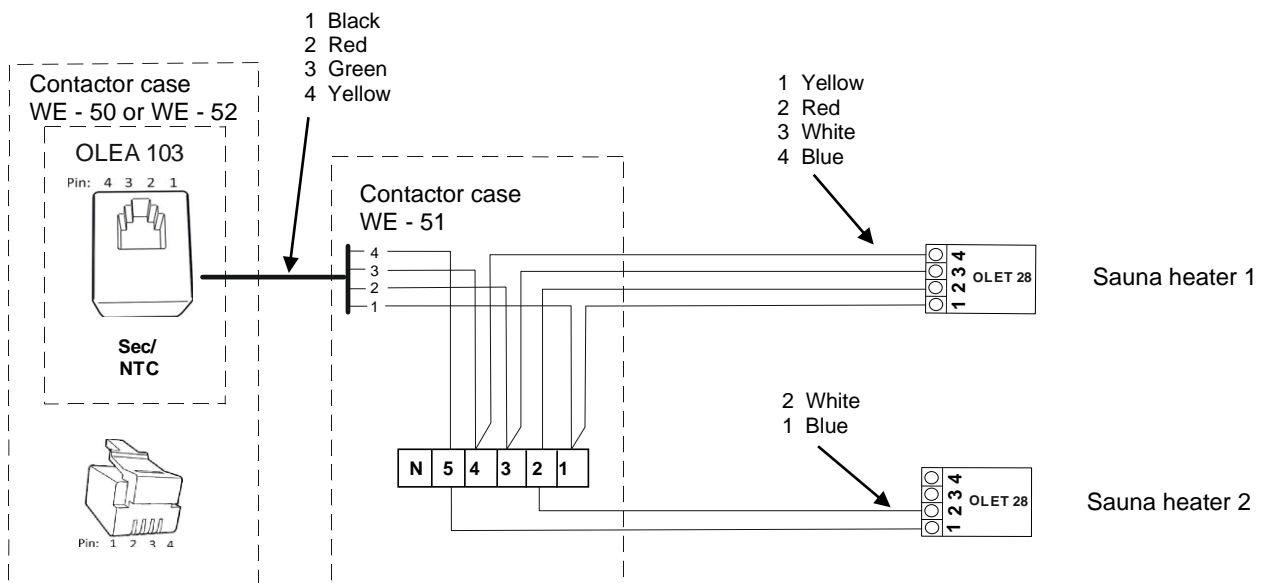 1 Black
2 Red
3 Green
4 Yellow
Contactor case
WE - 50 or WE - 52
OLEA 103
Pin: 4 3 2 1
Sec/
NTC
Pin: 1 2 3 4
Contactor case
WE - 51
4
3
2
1
N 5 4 3 2 1
1 Yellow
2 Red
3 White
4 Blue
1 2 3 4
OLET 28
Sauna heater 1
2 White
1 Blue
1 2 3 4
OLET 28
Sauna heater 2